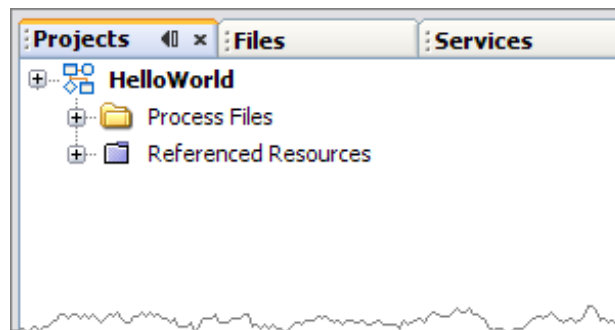 Projects Files Services
HelloWorld
Process Files
Referenced Resources